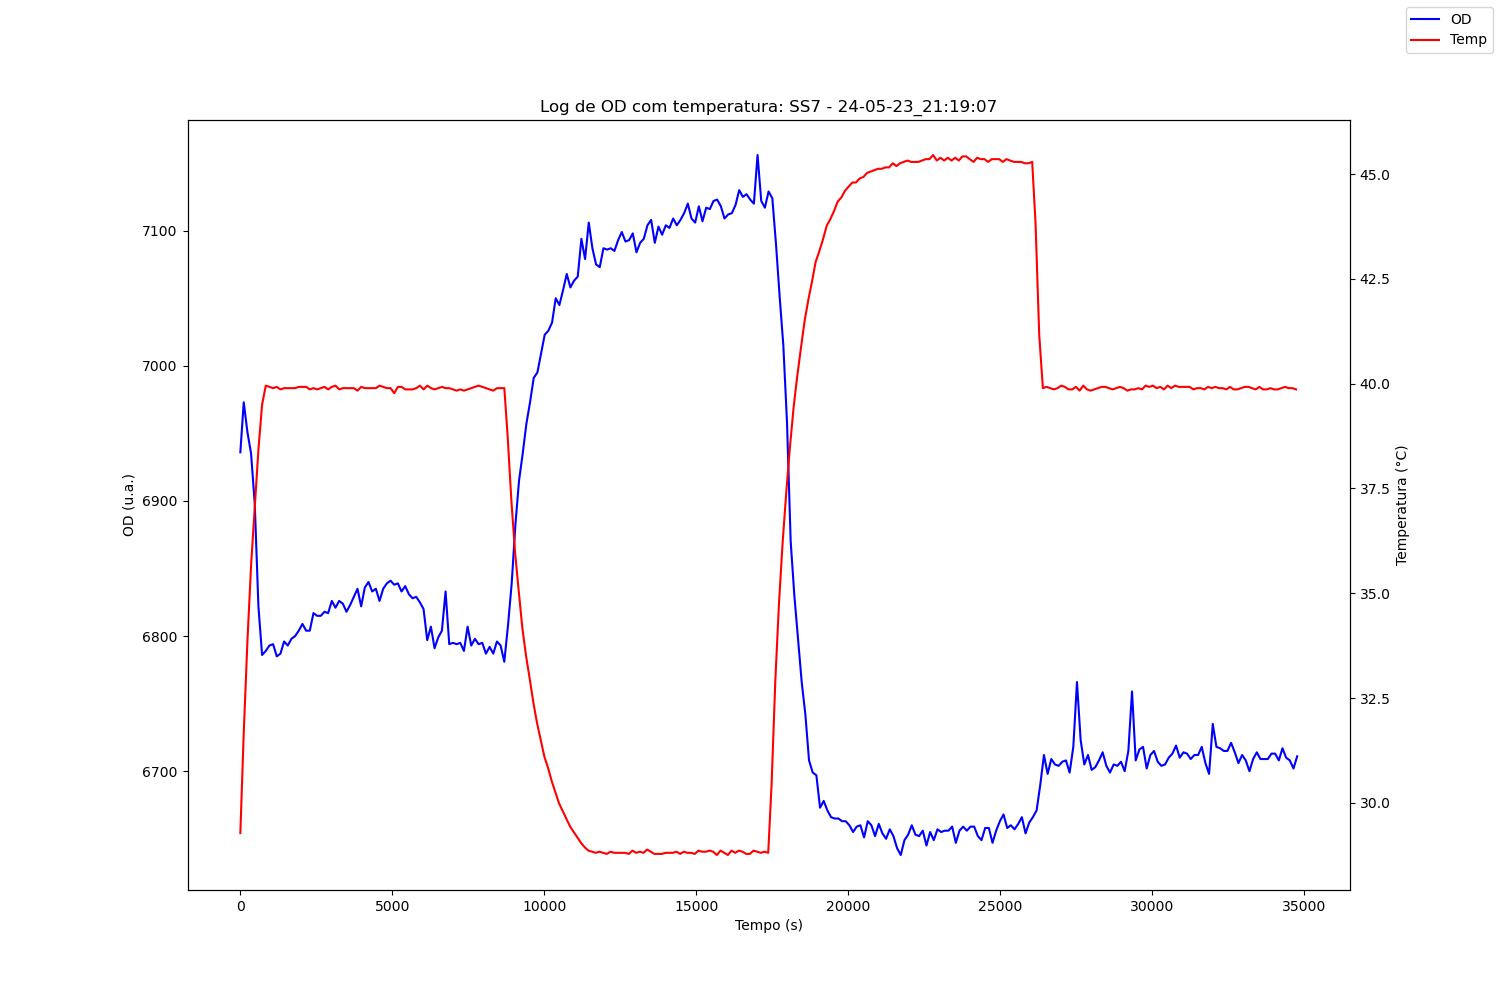 OD
Temp
Log de OD com temperatura: SS7 - 24-05-23_21:19:07
7100
7000
6900
6800
6700
OD (u.a.)
45.0
42.5
40.0
37.5
35.0
32.5
30.0
Temperatura (°C)
0 5000 10000 15000 20000 25000 30000 35000
Tempo (s)